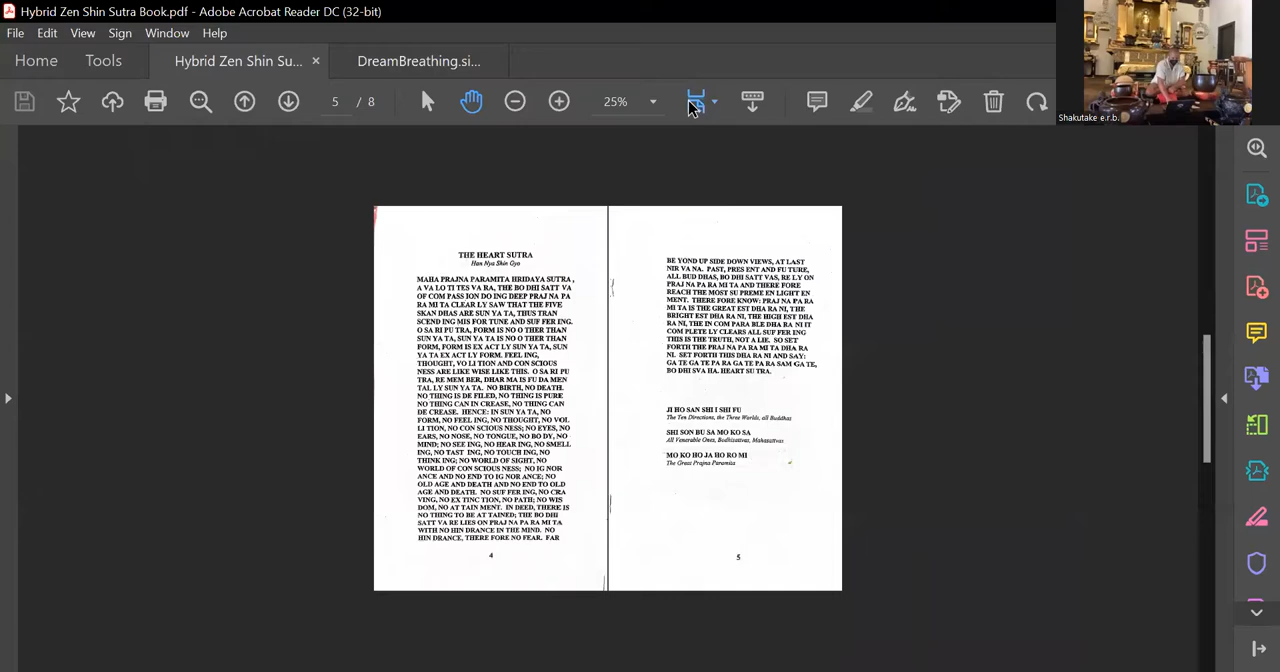 Hybrid Zen Shin Sutra Book.pdf - Adobe Acrobat Reader DC (32-bit)
File Edit View Sign Window Help
Home Tools Hybrid Zen Shin Su... × DreamBreathing.si...
5 / 8 25%
Shakutake e.r.b.
THE HEART SUTRA
Han Nya Shin Gyo
MAHA PRAJNA PARAMITA HRIDAYA SUTRA,
A VA LO TI TES VA RA, THE BO DHI SATT VA
OF COM PASS ION DO ING DEEP PRAJ NA PA
RA MI TA CLEAR LY SAW THAT THE FIVE
SKAN DHAS ARE SUN YA TA, THUS TRAN
SCEND ING MIS FOR TUNE AND SUF FER ING.
O SA RI PU TRA, FORM IS NO O THER THAN
SUN YA TA, SUN YA TA IS NO O THER THAN
FORM, FORM IS EX ACT LY SUN YA TA, SUN
YA TA EX ACT LY FORM. FEEL ING,
THOUGHT, VO LI TION AND CON SCIOUS
NESS ARE LIKE WISE LIKE THIS. O SA RI PU
TRA, RE MEM BER, DHAR MA IS FU DA MEN
TAL LY SUN YA TA. NO BIRTH, NO DEATH.
NO THING IS DE FILED, NO THING IS PURE
NO THING CAN IN CREASE, NO THING CAN
DE CREASE. HENCE: IN SUN YA TA, NO
FORM, NO FEEL ING, NO THOUGHT, NO VOL
LI TION, NO CON SCIOUS NESS; NO EYES, NO
EARS, NO NOSE, NO TONGUE, NO BO DY, NO
MIND; NO SEE ING, NO HEAR ING, NO SMELL
ING, NO TAST ING, NO TOUCH ING, NO
THINK ING; NO WORLD OF SIGHT, NO
WORLD OF CON SCIOUS NESS; NO IG NOR
ANCE AND NO END TO IG NOR ANCE; NO
OLD AGE AND DEATH AND NO END TO OLD
AGE AND DEATH. NO SUF FER ING, NO CRA
VING, NO EX TINC TION, NO PATH; NO WIS
DOM, NO AT TAIN MENT. IN DEED, THERE IS
NO THING TO BE AT TAINED; THE BO DHI
SATT VA RE LIES ON PRAJ NA PA RA MI TA
WITH NO HIN DRANCE IN THE MIND. NO
HIN DRANCE, THERE FORE NO FEAR. FAR
4
BE YOND UP SIDE DOWN VIEWS, AT LAST
NIR VA NA. PAST, PRES ENT AND FU TURE,
ALL BUD DHAS, BO DHI SATT VAS, RE LY ON
PRAJ NA PA RA MI TA AND THERE FORE
REACH THE MOST SU PREME EN LIGHT EN
MENT. THERE FORE KNOW: PRAJ NA PA RA
MI TA IS THE GREAT EST DHA RA NI, THE
BRIGHT EST DHA RA NI, THE HIGH EST DHA
RA NI, THE IN COM PARA BLE DHA RA NI IT
COM PLETE LY CLEARS ALL SUF FER ING
THIS IS THE TRUTH, NOT A LIE. SO SET
FORTH THE PRAJ NA PA RA MI TA DHA RA
NI. SET FORTH THIS DHA RA NI AND SAY:
GA TE GA TE PA RA GA TE PA RA SAM GA TE,
BO DHI SVA HA. HEART SU TRA.
JI HO SAN SHI I SHI FU
The Ten Directions, the Three Worlds, all Buddhas
SHI SON BU SA MO KO SA
All Venerable Ones, Bodhisattvas, Mahasattvas
MO KO HO JA HO RO MI
The Great Prajna Paramita
5